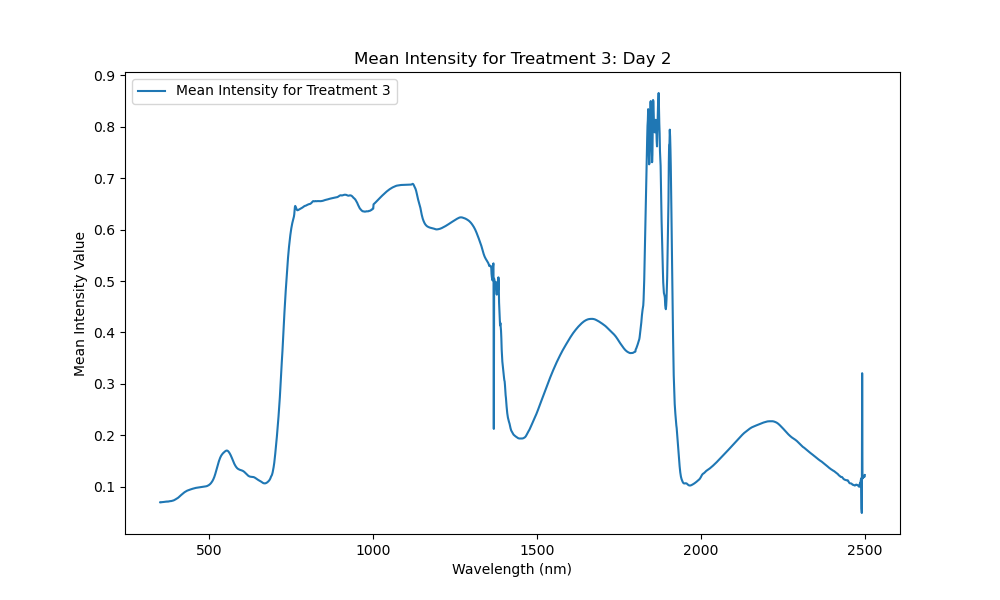 Mean Intensity for Treatment 3: Day 2
Mean Intensity for Treatment 3
Mean Intensity Value
0.9
0.8
0.7
0.6
0.5
0.4
0.3
0.2
0.1
500 1000 1500 2000 2500
Wavelength (nm)